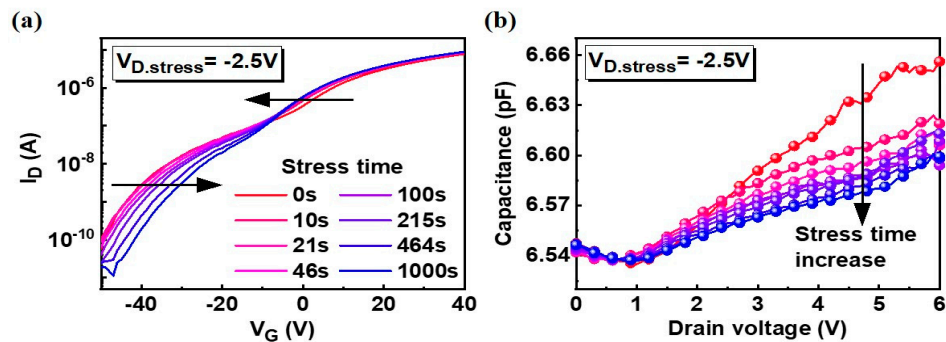 (a)
V_D.stress= -2.5V
10^-6
10^-8
10^-10
I_D (A)
Stress time
0s
10s
21s
46s
100s
215s
464s
1000s
-40 -20 0 20 40
V_G (V)
(b)
V_D.stress= -2.5V
6.66
6.63
6.60
6.57
6.54
Capacitance (pF)
Stress time
increase
0 1 2 3 4 5 6
Drain voltage (V)